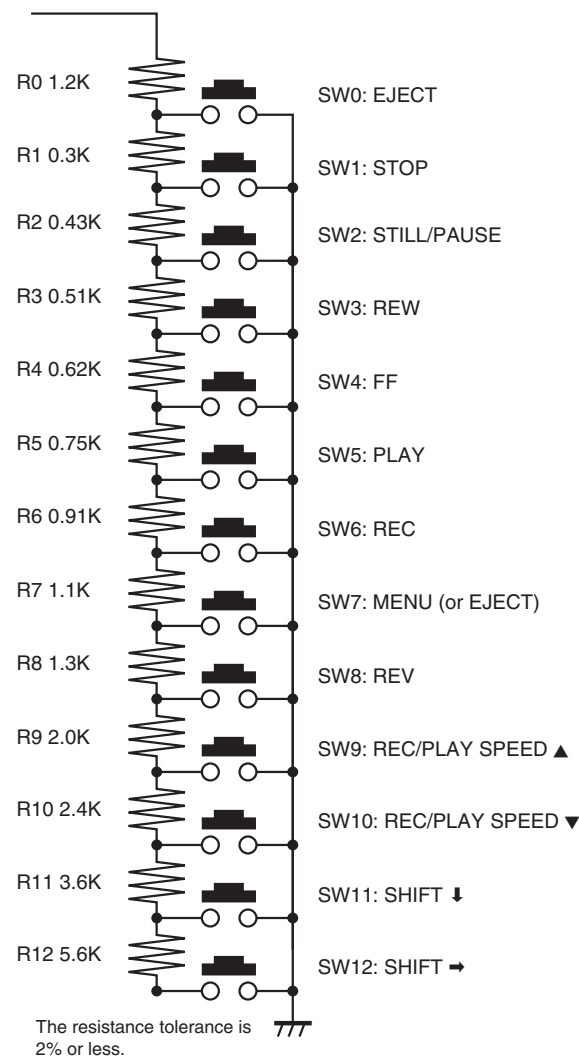 R0 1.2K
SW0: EJECT
R1 0.3K
SW1: STOP
R2 0.43K
SW2: STILL/PAUSE
R3 0.51K
SW3: REW
R4 0.62K
SW4: FF
R5 0.75K
SW5: PLAY
R6 0.91K
SW6: REC
R7 1.1K
SW7: MENU (or EJECT)
R8 1.3K
SW8: REV
R9 2.0K
SW9: REC/PLAY SPEED ▲
R10 2.4K
SW10: REC/PLAY SPEED ▼
R11 3.6K
SW11: SHIFT ⬇
R12 5.6K
SW12: SHIFT ➡
The resistance tolerance is
2% or less.